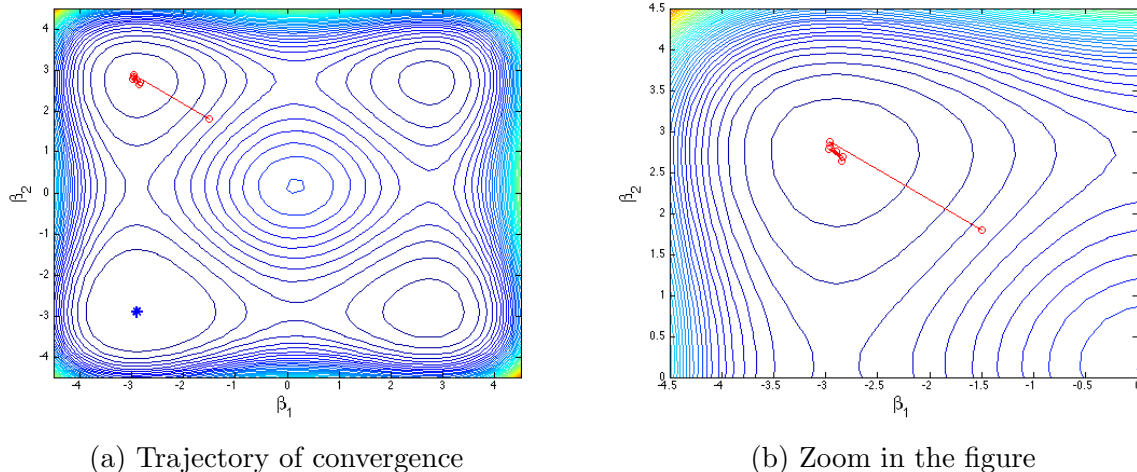 4
3
2
1
0
-1
-2
-3
-4
β2
-4 -3 -2 -1 0 1 2 3 4
β1
(a) Trajectory of convergence
4.5
4
3.5
3
2.5
2
1.5
1
0.5
0
β2
-4.5 -4 -3.5 -3 -2.5 -2 -1.5 -1 -0.5 0
β1
(b) Zoom in the figure